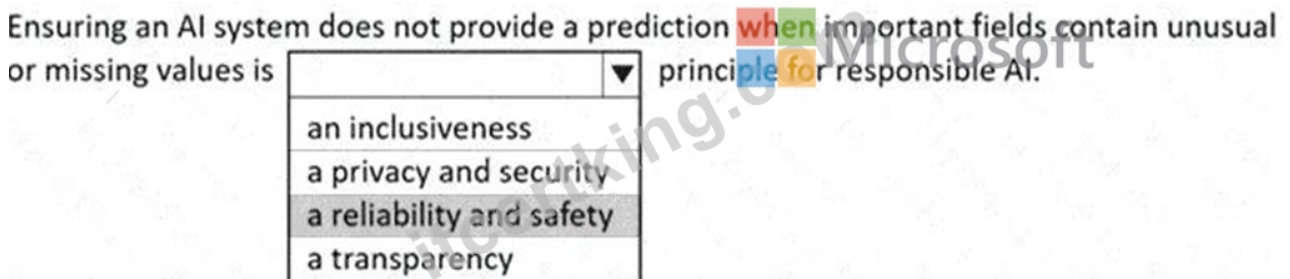 Ensuring an AI system does not provide a prediction when important fields contain unusual
or missing values is ▼ principle for responsible AI.
an inclusiveness
a privacy and security
a reliability and safety
a transparency
Microsoft
itcertking.